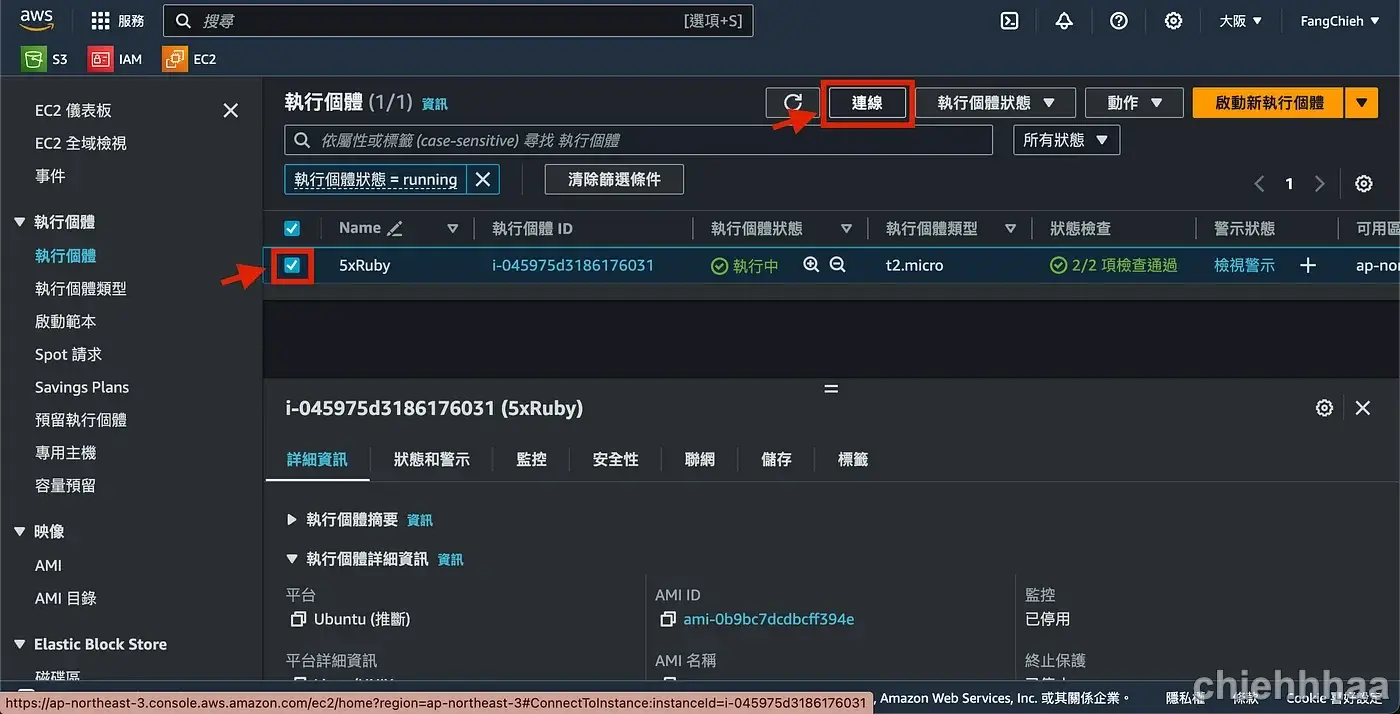 aws 服務 搜尋 [選項+S] 大阪 FangChieh
S3 IAM EC2
EC2 儀表板
EC2 全域檢視
事件
執行個體
執行個體
執行個體類型
啟動範本
Spot 請求
Savings Plans
預留執行個體
專用主機
容量預留
映像
AMI
AMI 目錄
Elastic Block Store
磁碟區
執行個體 (1/1) 資訊 連線 執行個體狀態 動作 啟動新執行個體
依屬性或標籤 (case-sensitive) 尋找 執行個體 所有狀態
執行個體狀態 = running 清除篩選條件 1
Name 執行個體 ID 執行個體狀態 執行個體類型 狀態檢查 警示狀態 可用區
5xRuby i-045975d3186176031 執行中 t2.micro 2/2 項檢查通過 檢視警示 ap-nor
i-045975d3186176031 (5xRuby)
詳細資訊 狀態和警示 監控 安全性 聯網 儲存 標籤
執行個體摘要 資訊
執行個體詳細資訊 資訊
平台 AMI ID 監控
Ubuntu (推斷) ami-0b9bc7dcdbcff394e 已停用
平台詳細資訊 AMI 名稱 終止保護
https://ap-northeast-3.console.aws.amazon.com/ec2/home?region=ap-northeast-3#ConnectToInstance:instanceId=i-045975d3186176031 Amazon Web Services, Inc. 或其關係企業。 隱私權 條款 Cookie 喜好設定
chiehhhaa